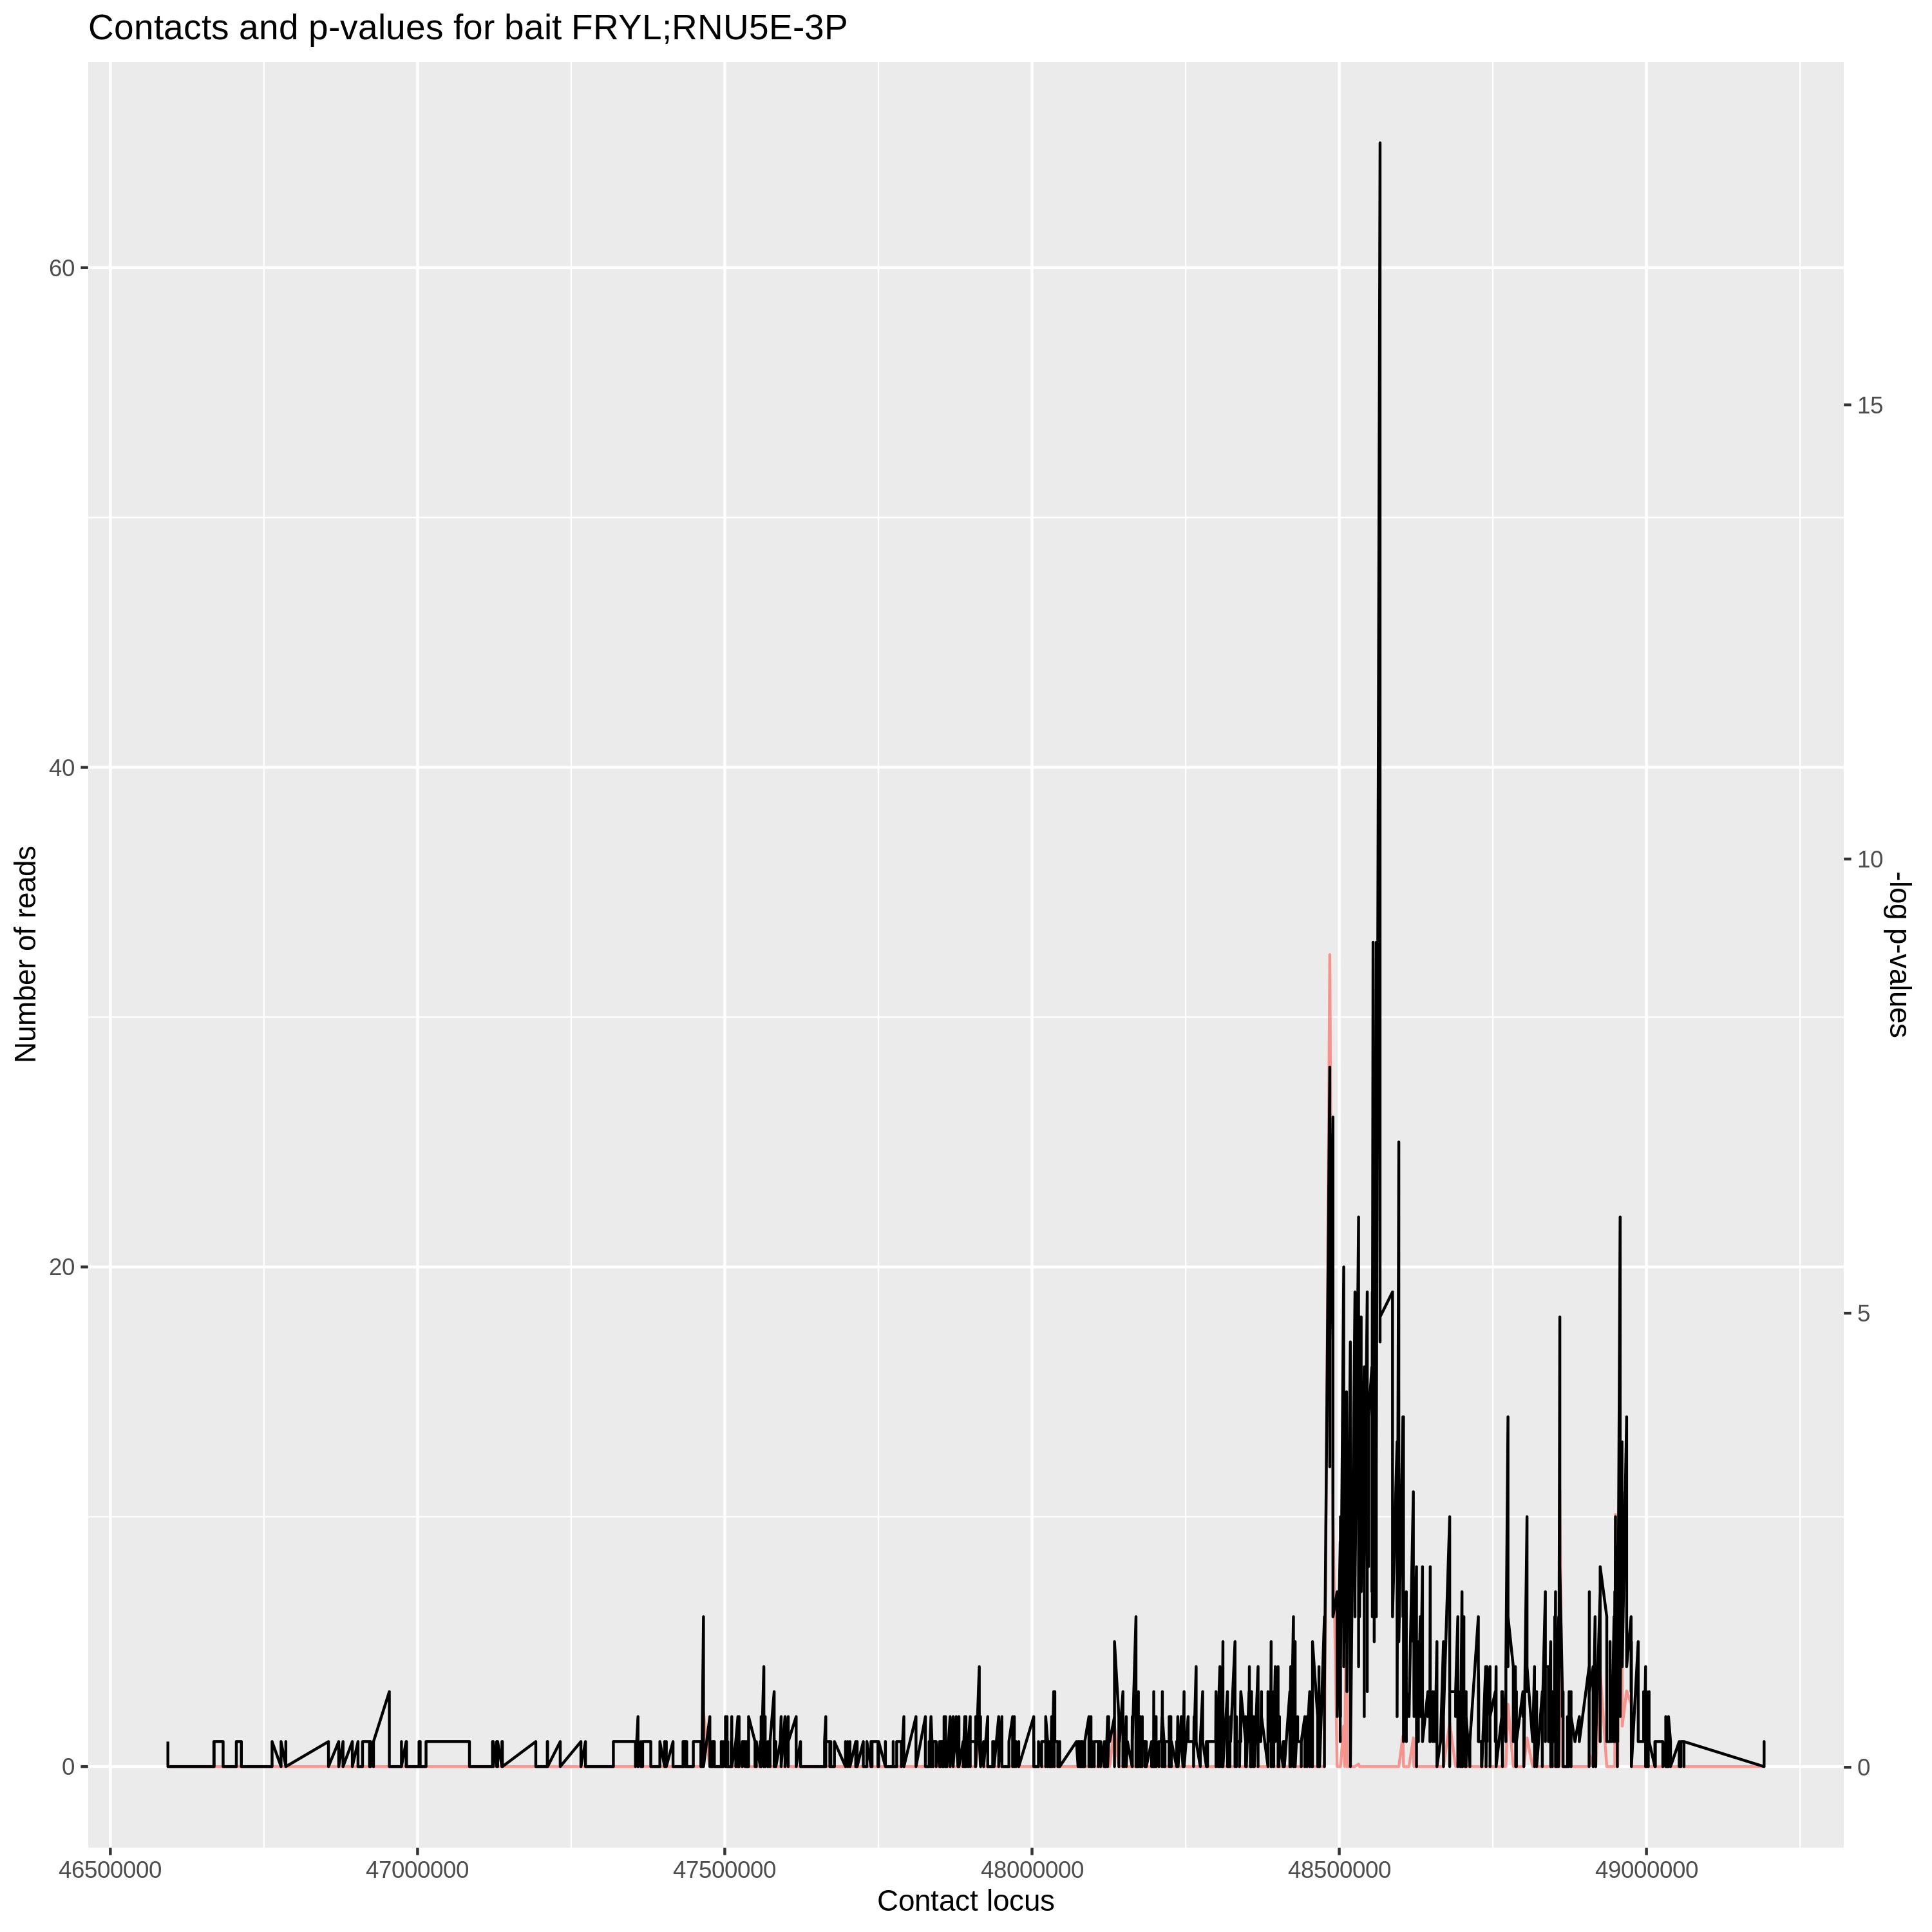 Contacts and p-values for bait FRYL;RNU5E-3P
60
40
20
0
Number of reads
15
10
5
0
-log p-values
46500000 47000000 47500000 48000000 48500000 49000000
Contact locus